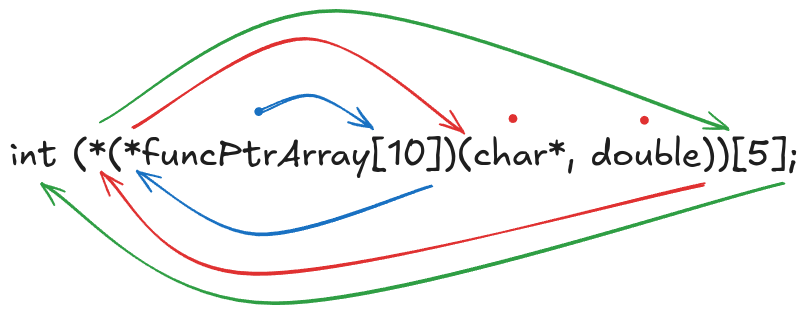 int (*(*funcPtrArray[10])(char*, double))[5];